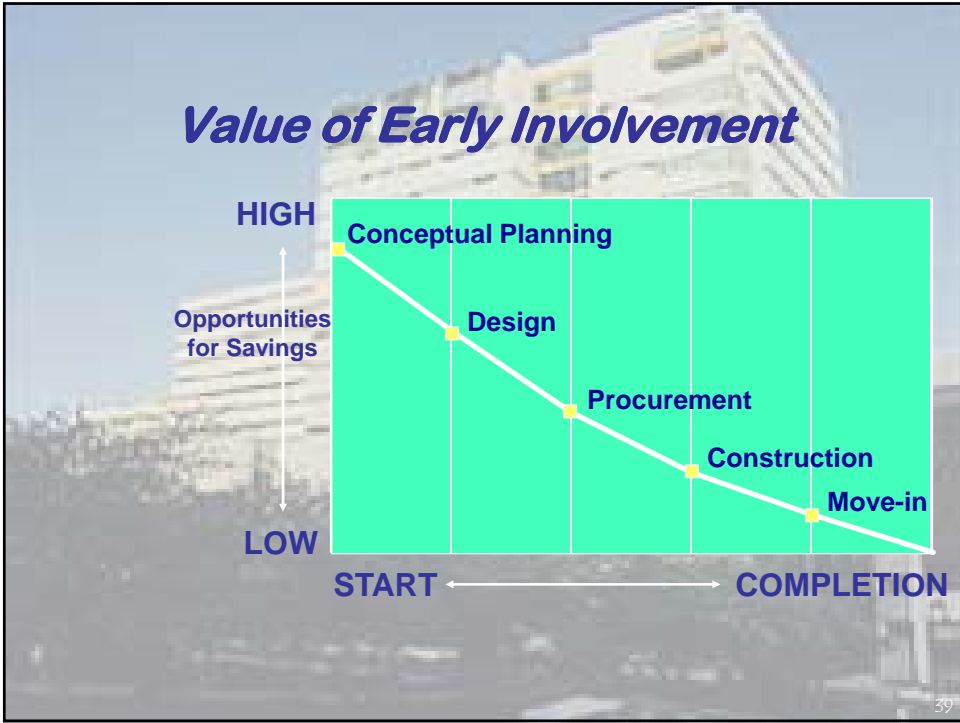 Value of Early Involvement
HIGH
Conceptual Planning
Opportunities
for Savings
Design
Procurement
Construction
Move-in
LOW
START
COMPLETION
39